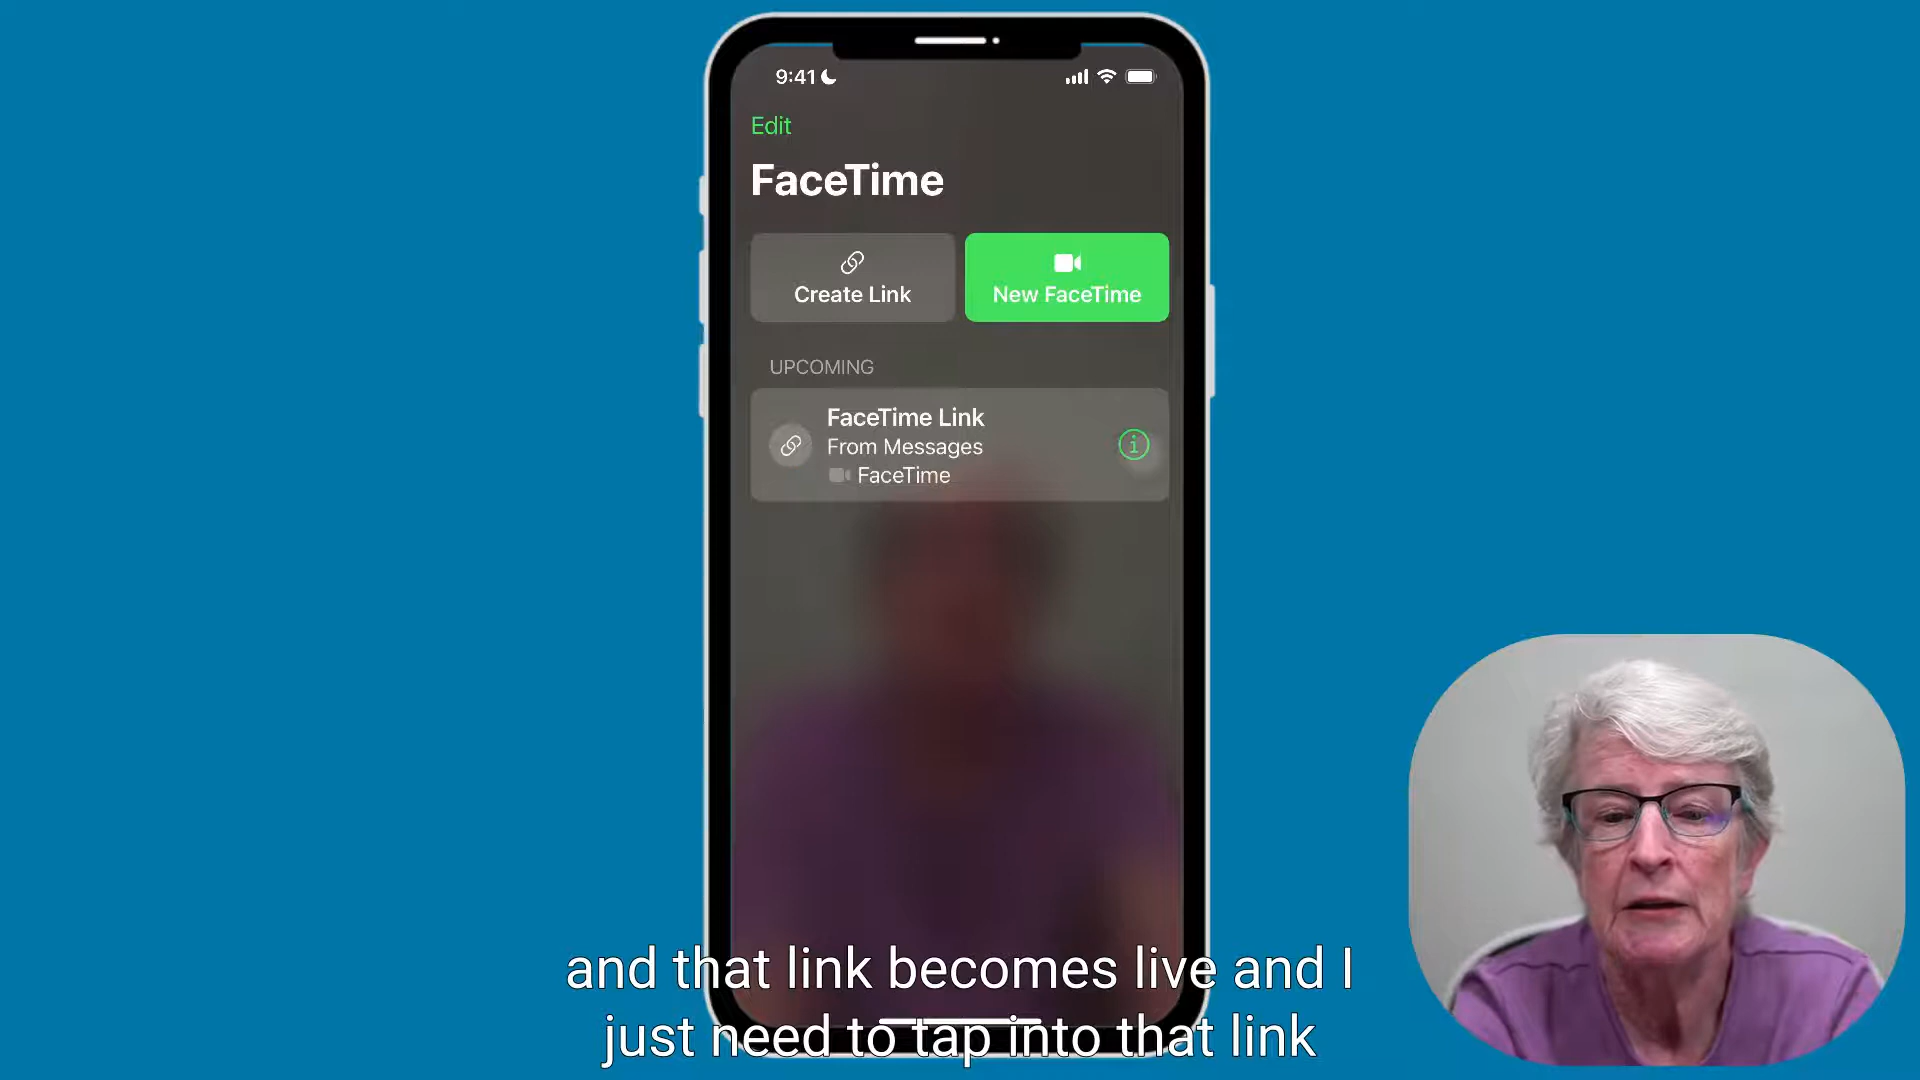 9:41
Edit
FaceTime
Create Link
New FaceTime
UPCOMING
FaceTime Link
From Messages
FaceTime
and that link becomes live and I
just need to tap into that link